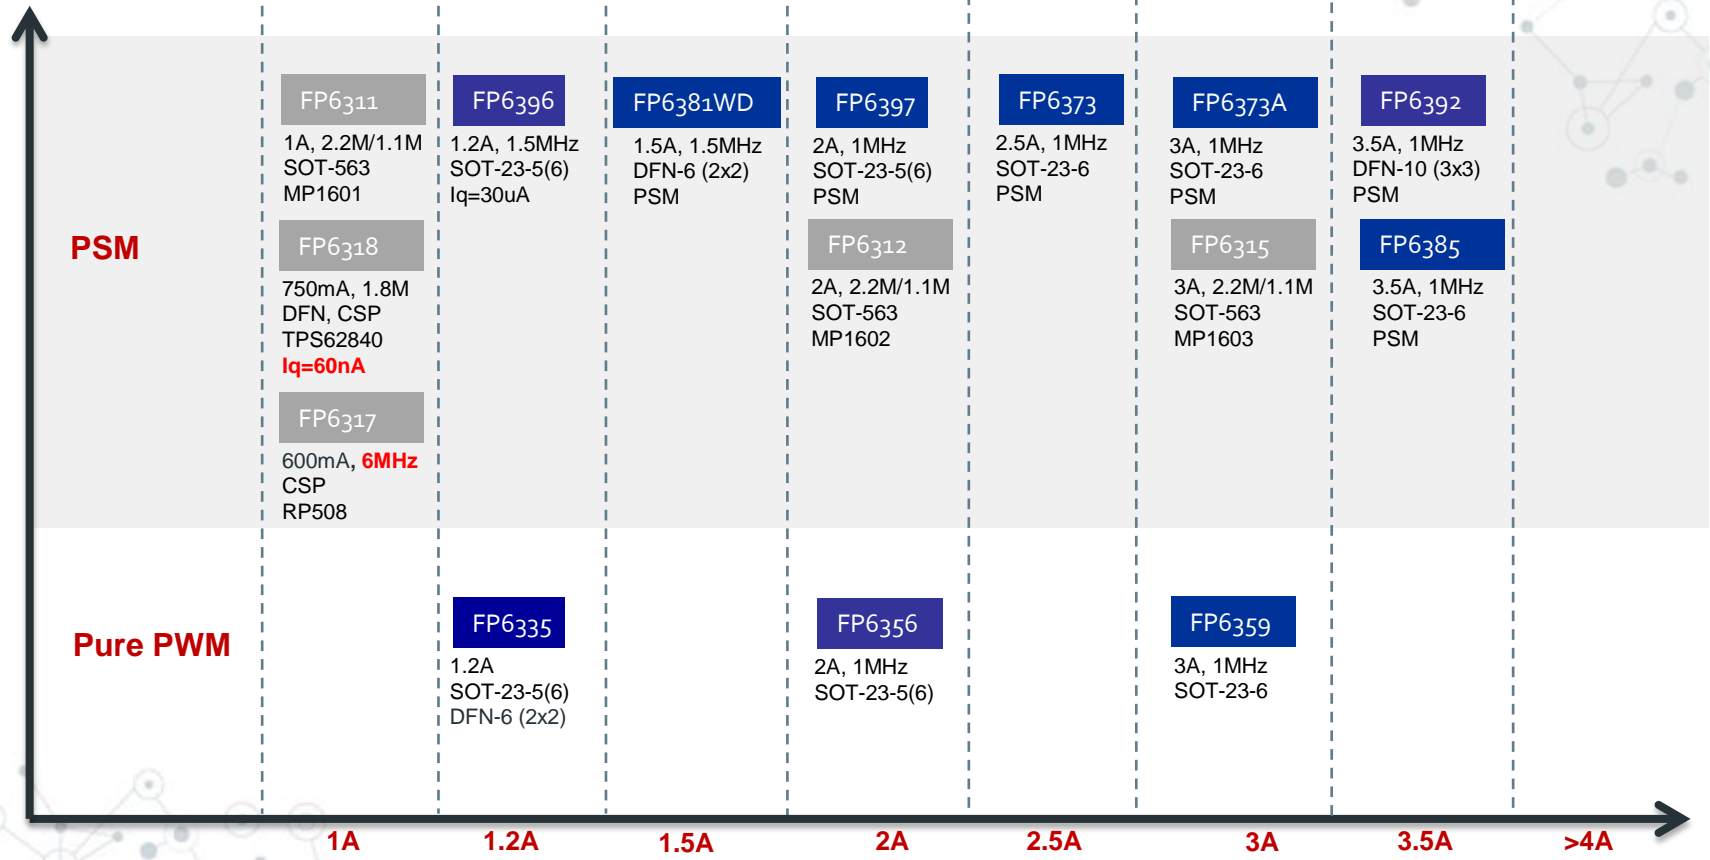 PSM
FP6311
1A, 2.2M/1.1M
SOT-563
MP1601
FP6318
750mA, 1.8M
DFN, CSP
TPS62840
Iq=60nA
FP6317
600mA, 6MHz
CSP
RP508
FP6396
1.2A, 1.5MHz
SOT-23-5(6)
Iq=30uA
FP6381WD
1.5A, 1.5MHz
DFN-6 (2x2)
PSM
FP6397
2A, 1MHz
SOT-23-5(6)
PSM
FP6312
2A, 2.2M/1.1M
SOT-563
MP1602
FP6373
2.5A, 1MHz
SOT-23-6
PSM
FP6373A
3A, 1MHz
SOT-23-6
PSM
FP6315
3A, 2.2M/1.1M
SOT-563
MP1603
FP6392
3.5A, 1MHz
DFN-10 (3x3)
PSM
FP6385
3.5A, 1MHz
SOT-23-6
PSM
Pure PWM
FP6335
1.2A
SOT-23-5(6)
DFN-6 (2x2)
FP6356
2A, 1MHz
SOT-23-5(6)
FP6359
3A, 1MHz
SOT-23-6
1A
1.2A
1.5A
2A
2.5A
3A
3.5A
>4A